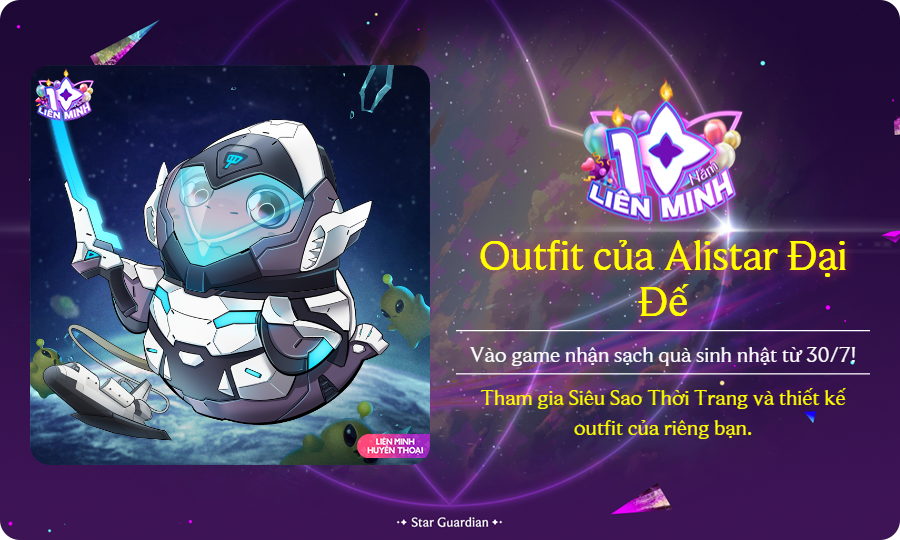 10
LIÊN MINH
LIÊN MINH
HUYỀN THOẠI
10
Năm
LIÊN MINH
Outfit của Alistar Đại
Đế
Vào game nhận sạch quà sinh nhật từ 30/7!
Tham gia Siêu Sao Thời Trang và thiết kế
outfit của riêng bạn.
Star Guardian